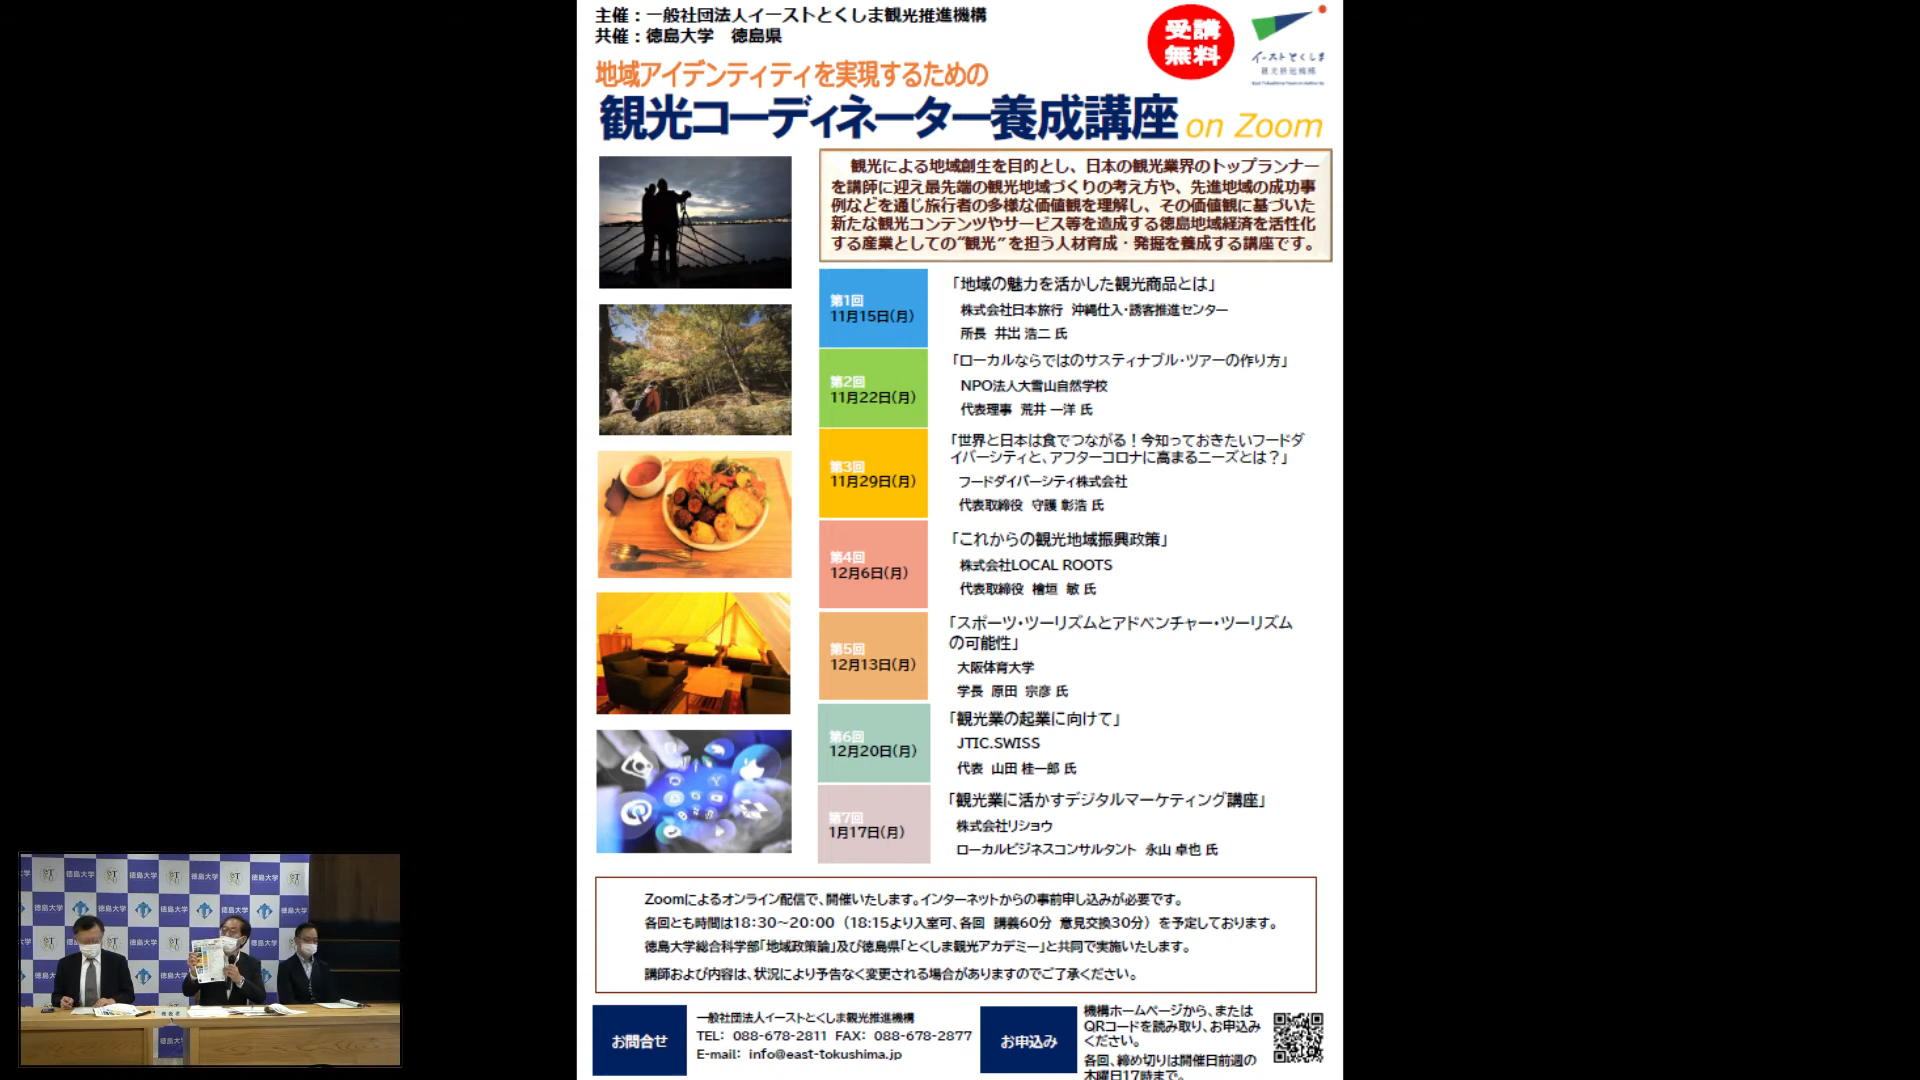 主催：一般社団法人イーストとくしま観光推進機構
共催：徳島大学　徳島県
受講
無料
イーストとくしま
観光推進機構
地域アイデンティティを実現するための
観光コーディネーター養成講座 on Zoom
観光による地域創生を目的とし、日本の観光業界のトップランナー
を講師に迎え最先端の観光地域づくりの考え方や、先進地域の成功事
例などを通じ旅行者の多様な価値観を理解し、その価値観に基づいた
新たな観光コンテンツやサービス等を造成する徳島地域経済を活性化
する産業としての“観光”を担う人材育成・発掘を養成する講座です。
第1回
11月15日(月)
「地域の魅力を活かした観光商品とは」
株式会社日本旅行 沖縄仕入・誘客推進センター
所長 井出 浩二 氏
第2回
11月22日(月)
「ローカルならではのサスティナブル・ツアーの作り方」
NPO法人大雪山自然学校
代表理事 荒井 一洋 氏
第3回
11月29日(月)
「世界と日本は食でつながる！今知っておきたいフードダ
イバーシティと、アフターコロナに高まるニーズとは？」
フードダイバーシティ株式会社
代表取締役 守護 彰浩 氏
第4回
12月6日(月)
「これからの観光地域振興政策」
株式会社LOCAL ROOTS
代表取締役 檜垣 敏 氏
第5回
12月13日(月)
「スポーツ・ツーリズムとアドベンチャー・ツーリズム
の可能性」
大阪体育大学
学長 原田 宗彦 氏
第6回
12月20日(月)
「観光業の起業に向けて」
JTIC.SWISS
代表 山田 桂一郎 氏
第7回
1月17日(月)
「観光業に活かすデジタルマーケティング講座」
株式会社リショウ
ローカルビジネスコンサルタント 永山 卓也 氏
Zoomによるオンライン配信で、開催いたします。インターネットからの事前申し込みが必要です。
各回とも時間は18:30～20:00（18:15より入室可、各回 講義60分 意見交換30分）を予定しております。
徳島大学総合科学部「地域政策論」及び徳島県「とくしま観光アカデミー」と共同で実施いたします。
講師および内容は、状況により予告なく変更される場合がありますのでご了承ください。
お問合せ
一般社団法人イーストとくしま観光推進機構
TEL: 088-678-2811 FAX: 088-678-2877
E-mail: info@east-tokushima.jp
お申込み
機構ホームページから、または
QRコードを読み取り、お申込み
ください。
各回、締め切りは開催日前週の
木曜日17時まで。
徳島大学
徳島大学
徳島大学
徳島大学